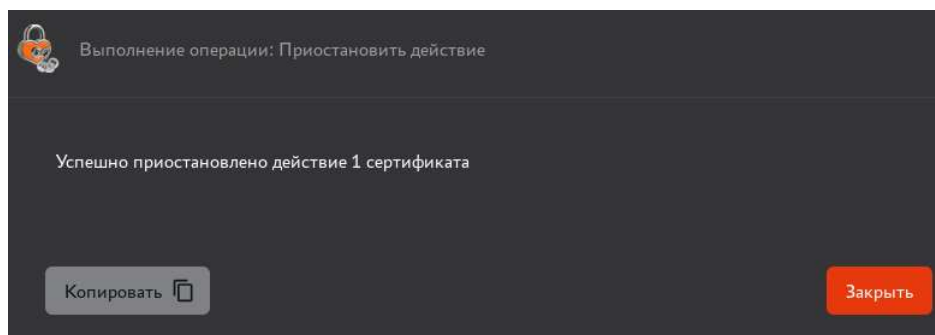 Выполнение операции: Приостановить действие
Успешно приостановлено действие 1 сертификата
Копировать
Закрыть